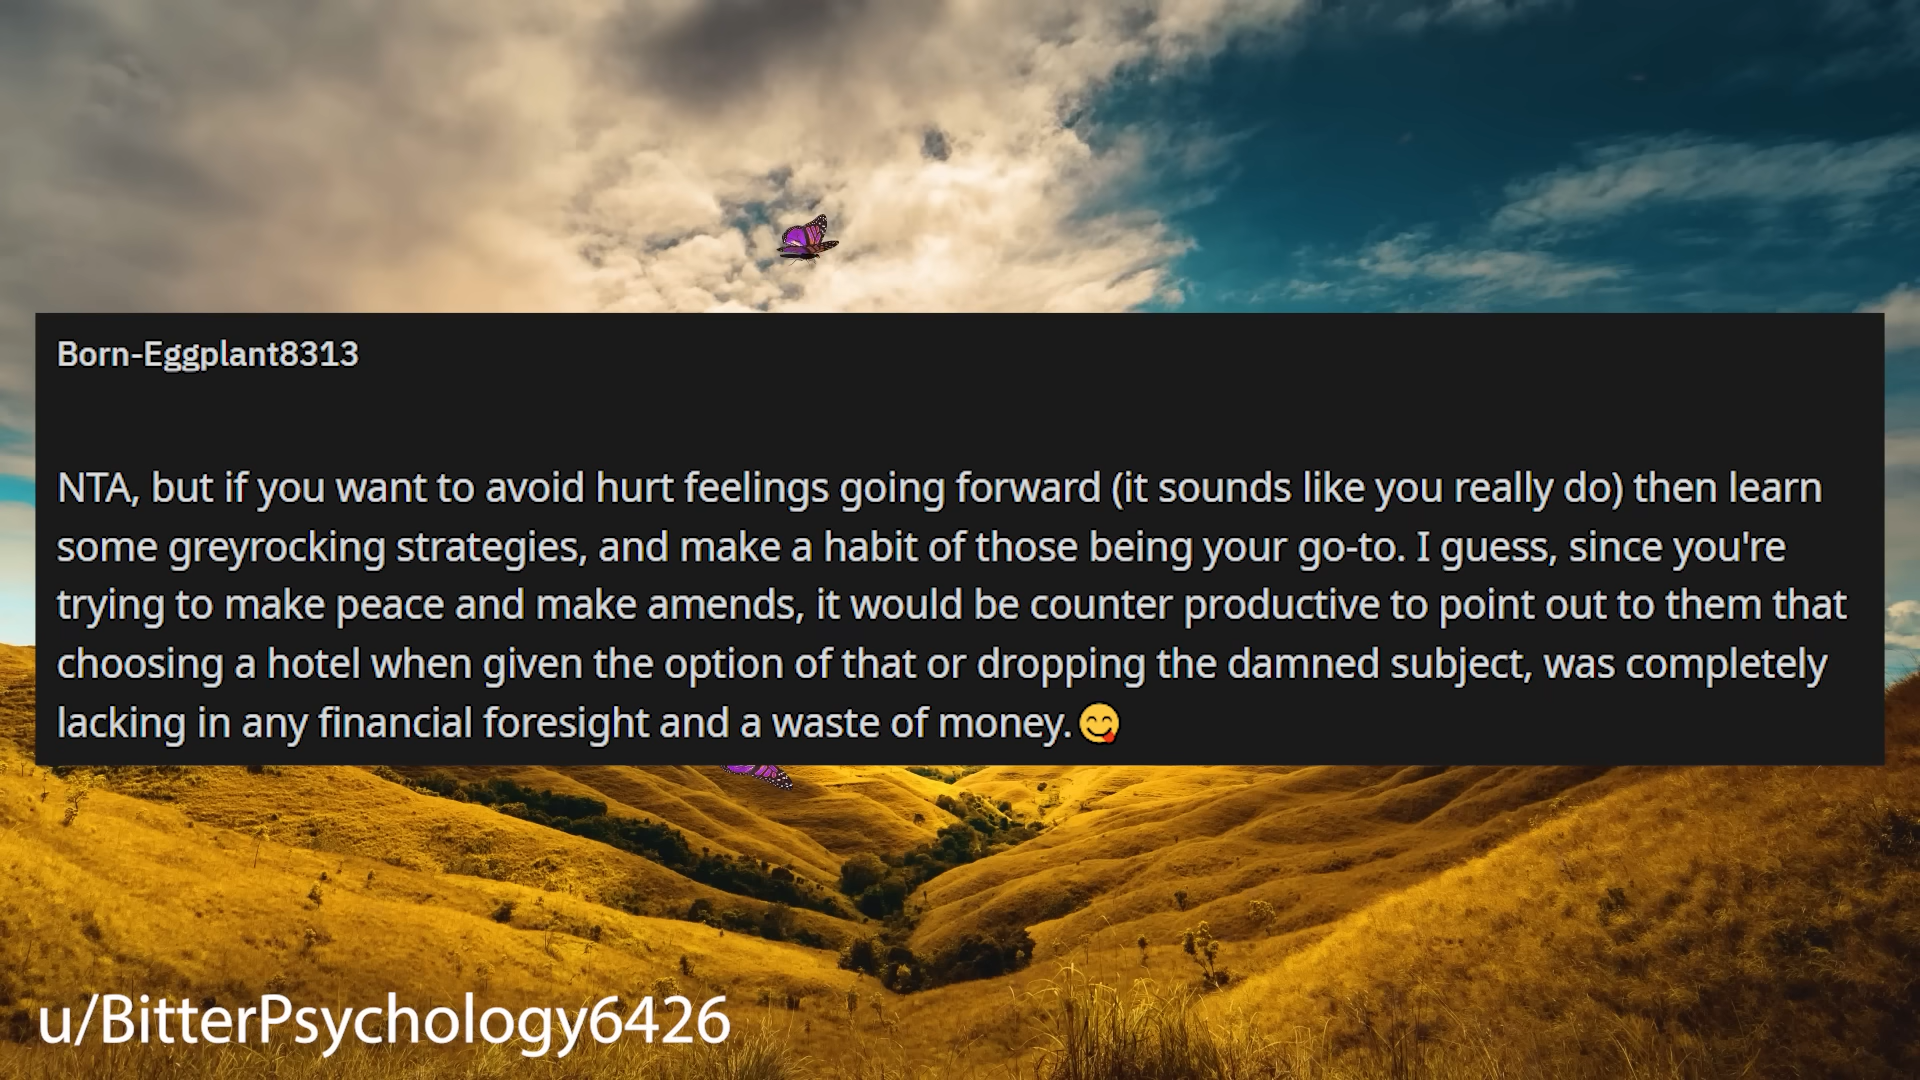 Born-Eggplant8313
NTA, but if you want to avoid hurt feelings going forward (it sounds like you really do) then learn
some greyrocking strategies, and make a habit of those being your go-to. I guess, since you're
trying to make peace and make amends, it would be counter productive to point out to them that
choosing a hotel when given the option of that or dropping the damned subject, was completely
lacking in any financial foresight and a waste of money.😋
u/BitterPsychology6426